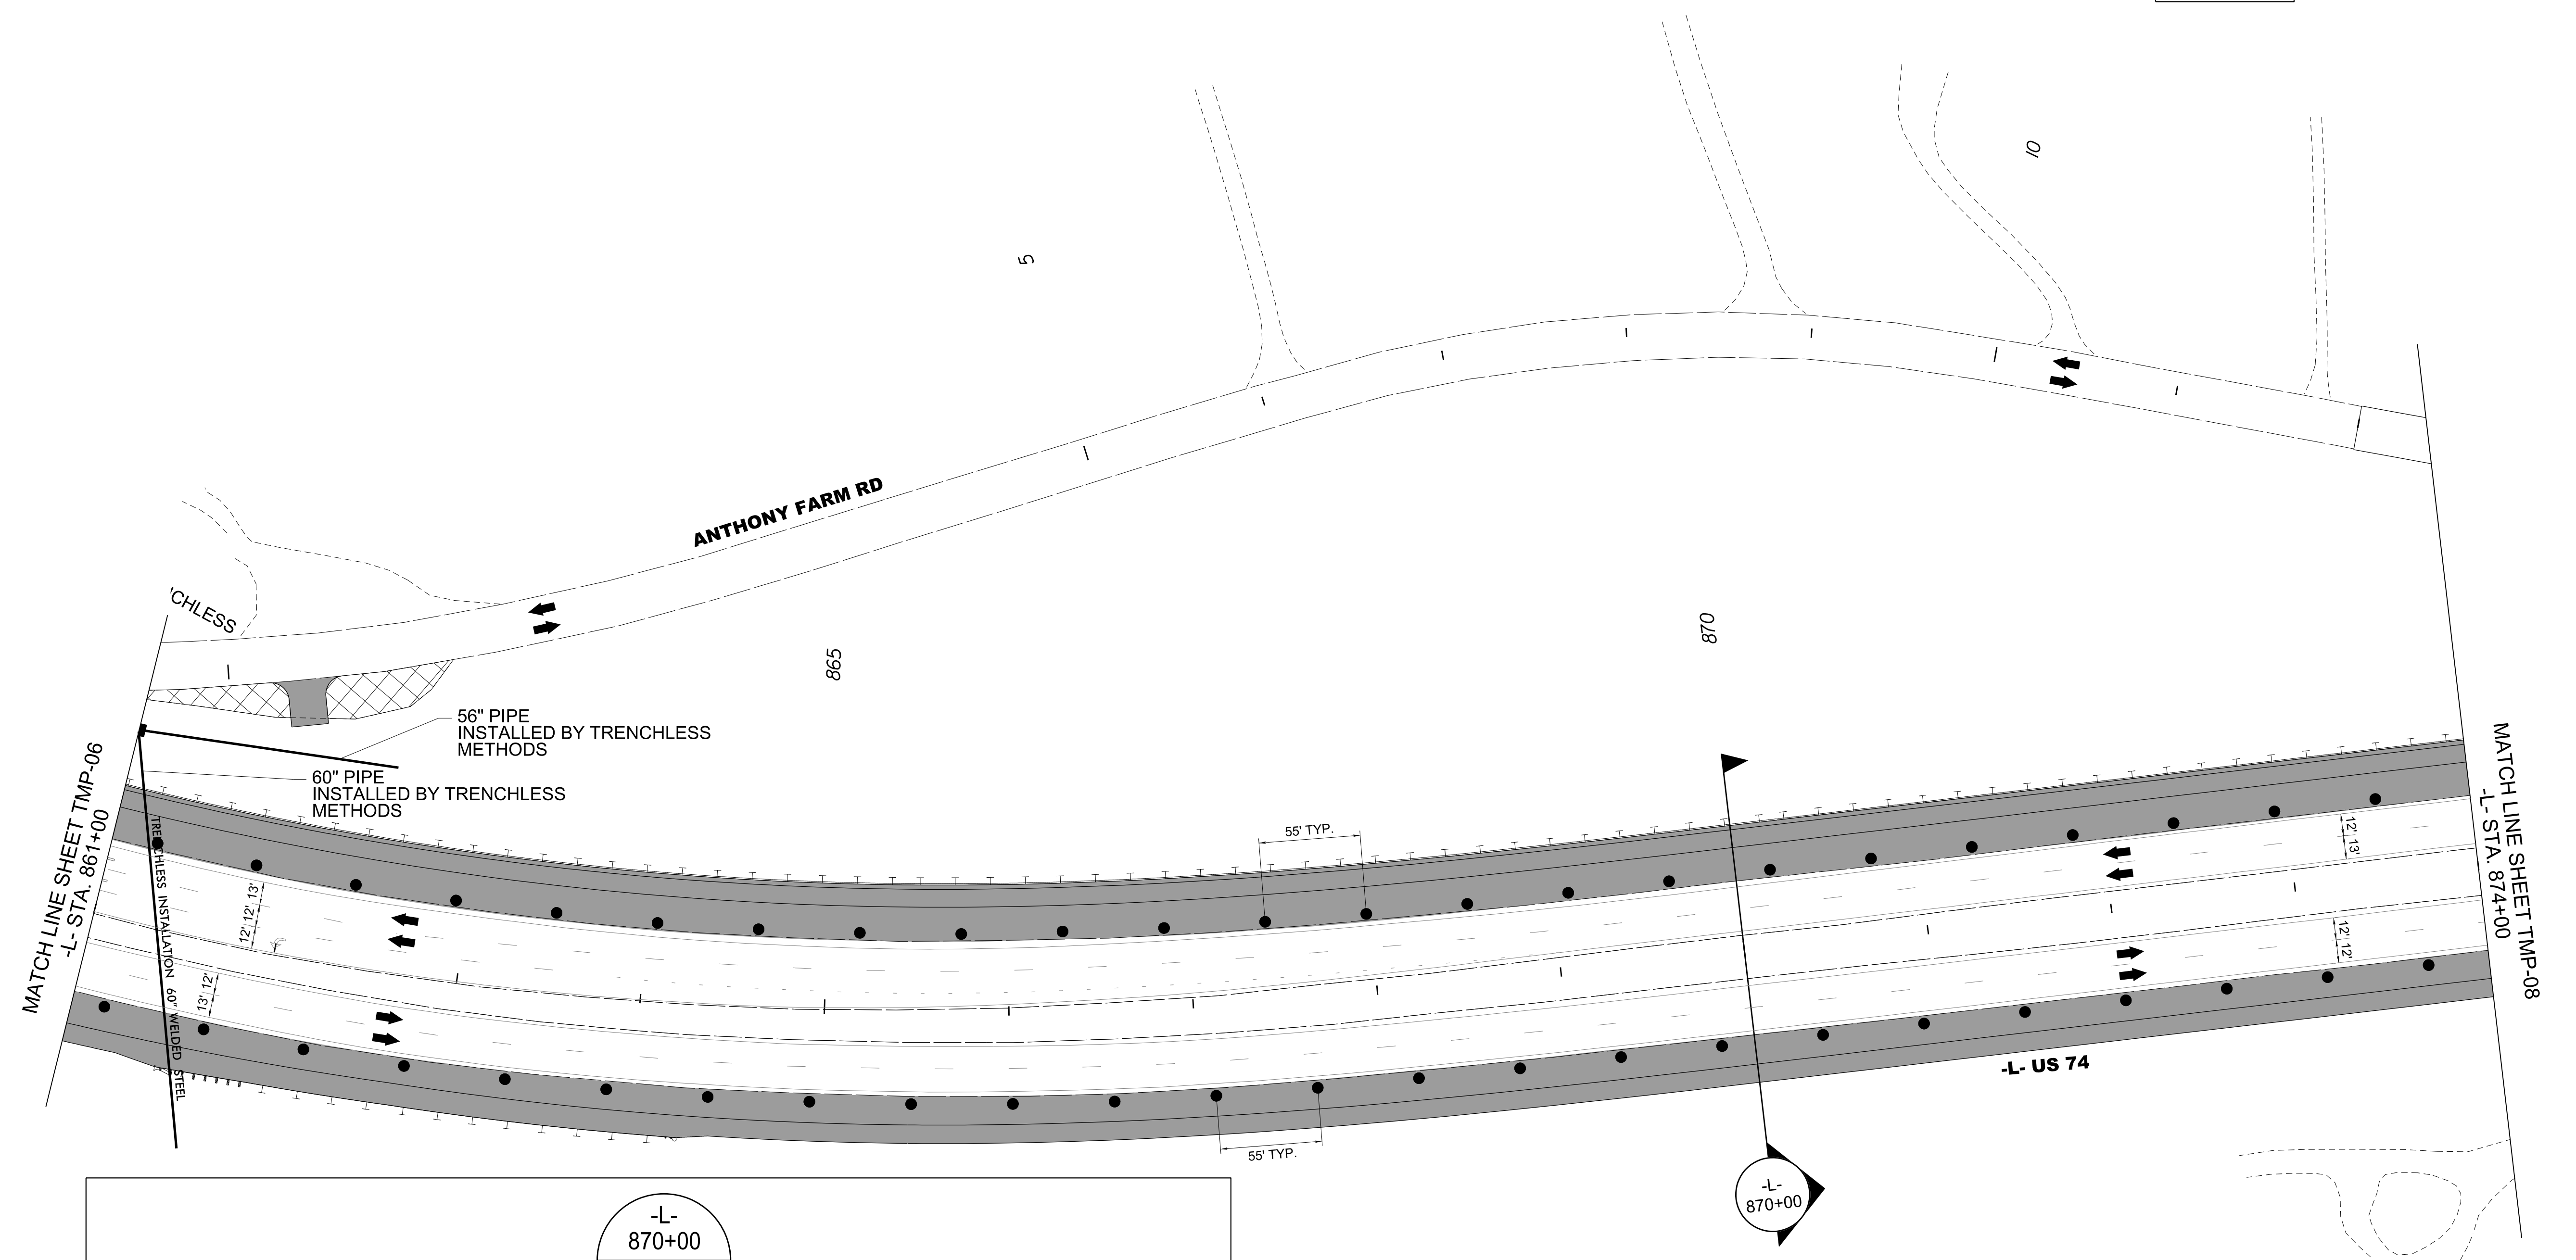 10
5
ANTHONY FARM RD
'CHLESS
865
870
56" PIPE
INSTALLED BY TRENCHLESS
METHODS
60" PIPE
INSTALLED BY TRENCHLESS
METHODS
MATCH LINE SHEET TMP-06
-L- STA. 861+00
TRENCHLESS INSTALLATION 60" WELDED STEEL
12' 12' 13'
13' 12'
55' TYP.
55' TYP.
12' 13'
12' 12'
MATCH LINE SHEET TMP-08
-L- STA. 874+00
-L- US 74
-L-
870+00
-L-
870+00